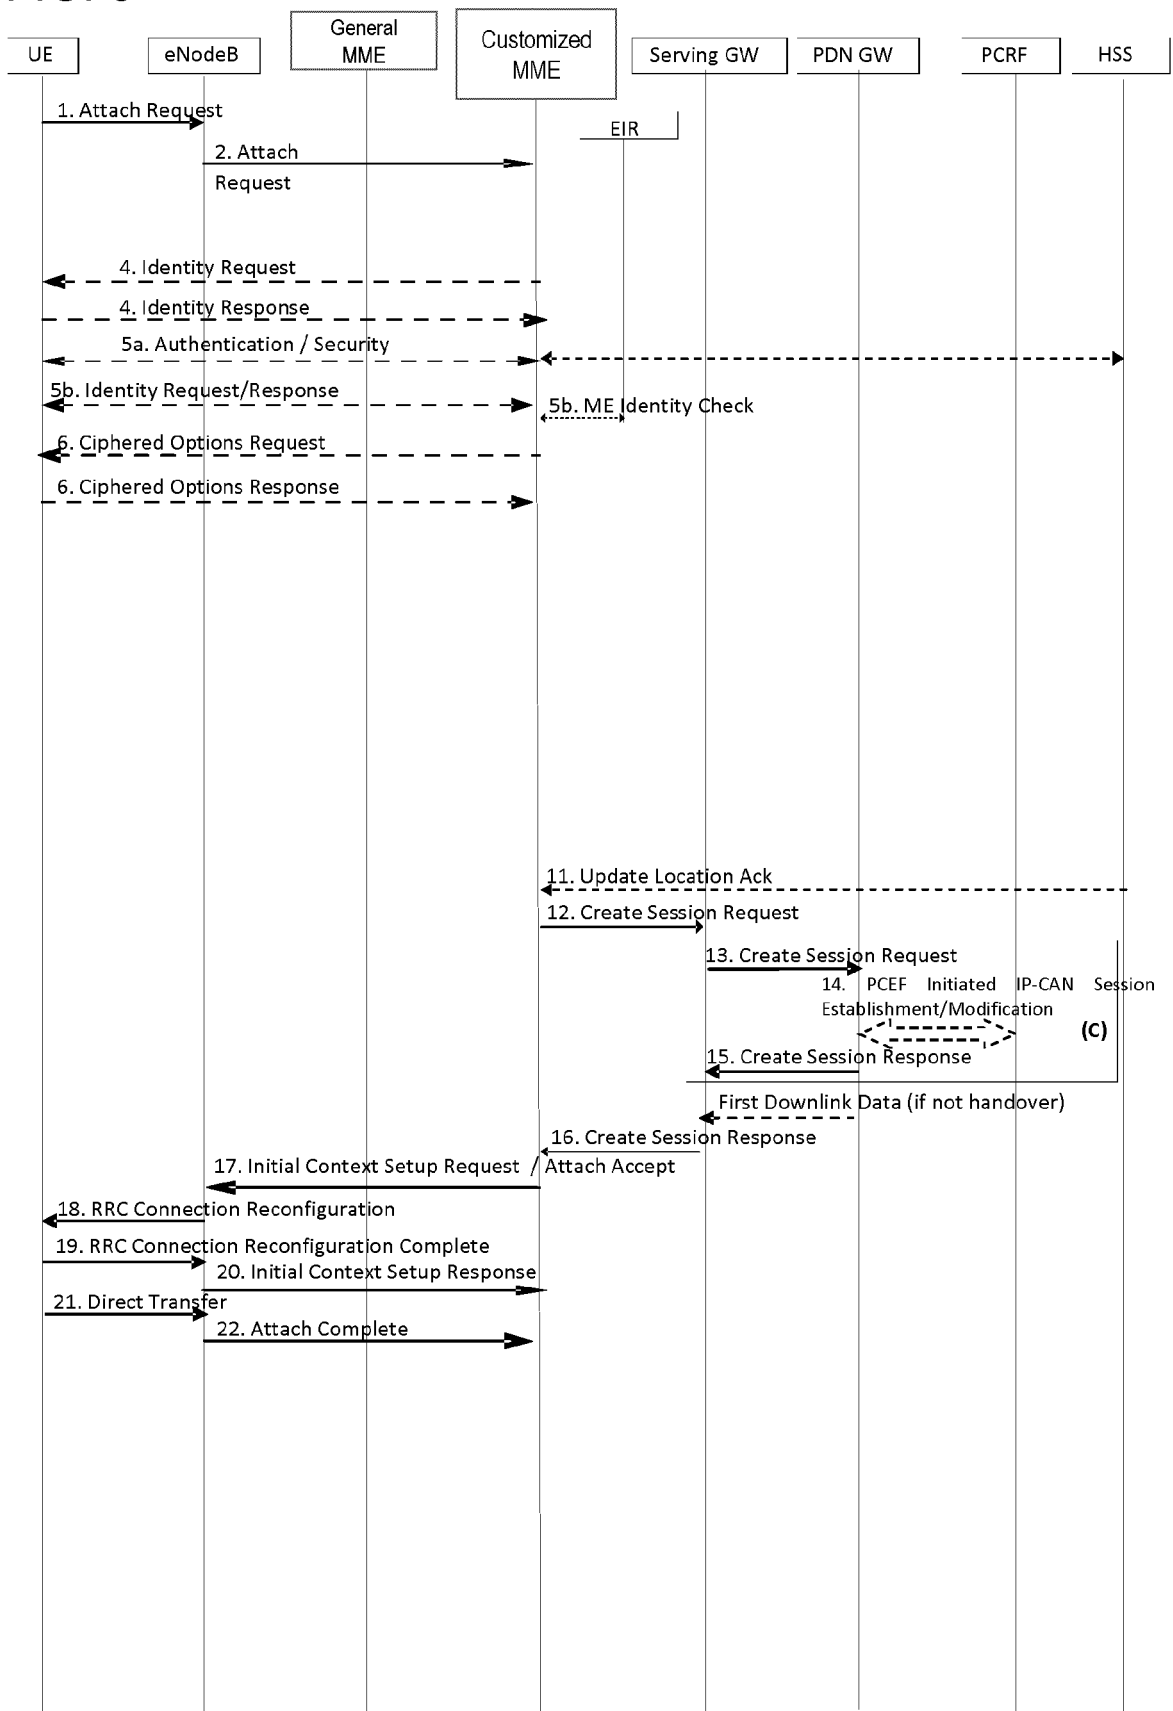 UE
eNodeB
General
MME
Customized
MME
Serving GW
PDN GW
PCRF
HSS
1. Attach Request
EIR
2. Attach
Request
4. Identity Request
4. Identity Response
5a. Authentication / Security
5b. Identity Request/Response
5b. ME Identity Check
6. Ciphered Options Request
6. Ciphered Options Response
11. Update Location Ack
12. Create Session Request
13. Create Session Request
14. PCEF Initiated IP-CAN Session
Establishment/Modification
(C)
15. Create Session Response
First Downlink Data (if not handover)
16. Create Session Response
17. Initial Context Setup Request / Attach Accept
18. RRC Connection Reconfiguration
19. RRC Connection Reconfiguration Complete
20. Initial Context Setup Response
21. Direct Transfer
22. Attach Complete